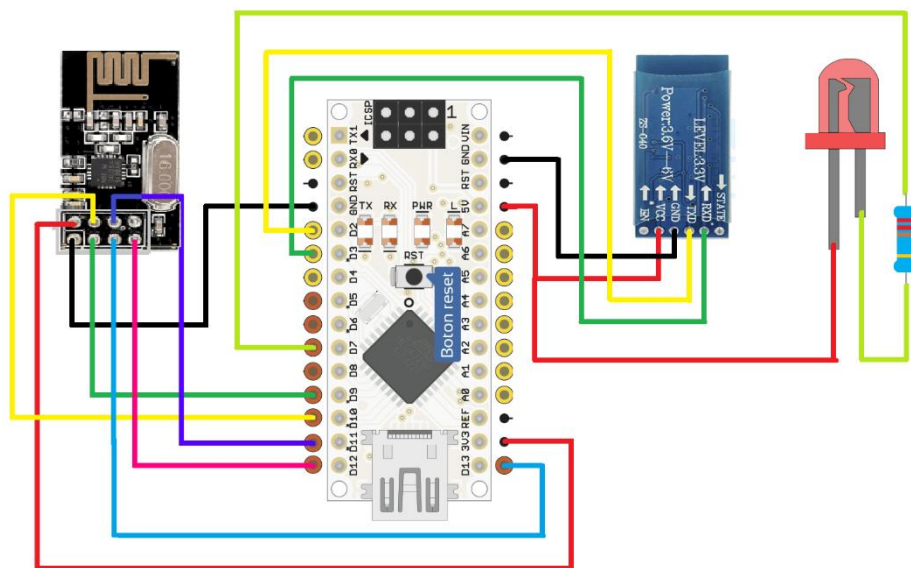 16.00
ICSP
1
TX1
RX0
RST
GND
D2
D3
D4
D5
D6
D7
D8
D9
D10
D11
D12
TX RX PWR L
RST
Boton reset
VIN
GND
RST
5V
A7
A6
A5
A4
A3
A2
A1
A0
REF
3V3
D13
Power:3.6V---6V
LEVEL:3.3V
ZS-040
EN
VCC
GND
TXD
RXD
STATE